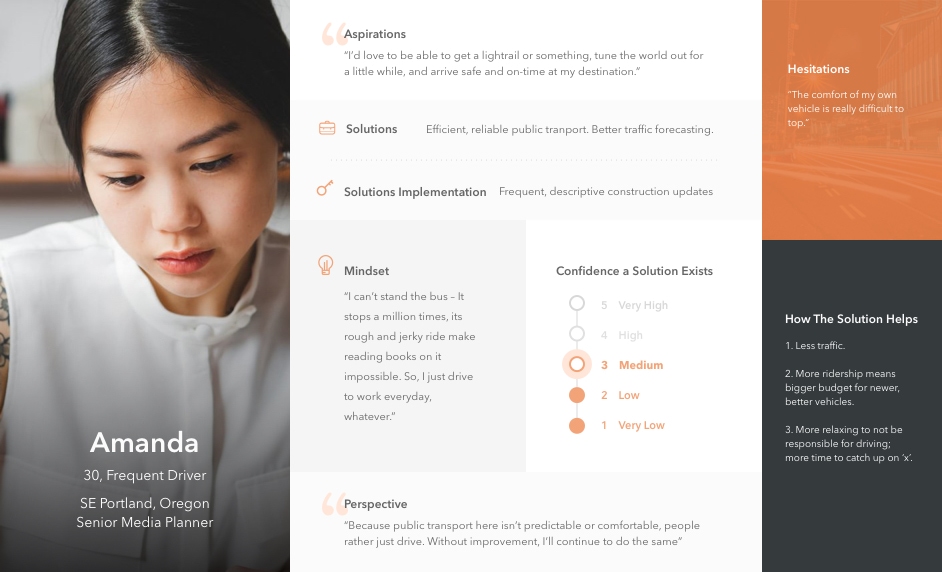 Amanda
30, Frequent Driver
SE Portland, Oregon
Senior Media Planner
Aspirations
“I’d love to be able to get a lightrail or something, tune the world out for
a little while, and arrive safe and on-time at my destination.”
Solutions
Efficient, reliable public tranport. Better traffic forecasting.
Solutions Implementation
Frequent, descriptive construction updates
Mindset
“I can’t stand the bus – It
stops a million times, its
rough and jerky ride make
reading books on it
impossible. So, I just drive
to work everyday,
whatever.”
Confidence a Solution Exists
5 Very High
4 High
3 Medium
2 Low
1 Very Low
Perspective
“Because public transport here isn’t predictable or comfortable, people
rather just drive. Without improvement, I’ll continue to do the same”
Hesitations
“The comfort of my own
vehicle is really difficult to
top.”
How The Solution Helps
1. Less traffic.
2. More ridership means
bigger budget for newer,
better vehicles.
3. More relaxing to not be
responsible for driving;
more time to catch up on ‘x’.